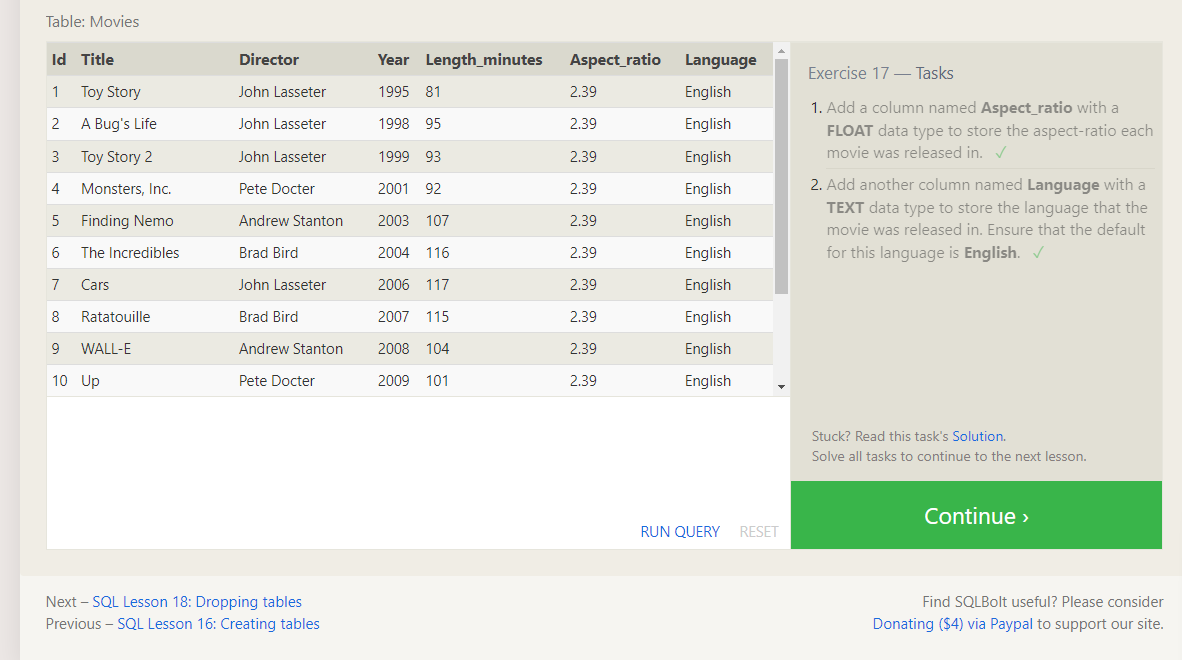 Table: Movies
Id Title Director Year Length_minutes Aspect_ratio Language
1 Toy Story John Lasseter 1995 81 2.39 English
2 A Bug's Life John Lasseter 1998 95 2.39 English
3 Toy Story 2 John Lasseter 1999 93 2.39 English
4 Monsters, Inc. Pete Docter 2001 92 2.39 English
5 Finding Nemo Andrew Stanton 2003 107 2.39 English
6 The Incredibles Brad Bird 2004 116 2.39 English
7 Cars John Lasseter 2006 117 2.39 English
8 Ratatouille Brad Bird 2007 115 2.39 English
9 WALL-E Andrew Stanton 2008 104 2.39 English
10 Up Pete Docter 2009 101 2.39 English
RUN QUERY RESET
Exercise 17 — Tasks
1. Add a column named Aspect_ratio with a
FLOAT data type to store the aspect-ratio each
movie was released in. ✓
2. Add another column named Language with a
TEXT data type to store the language that the
movie was released in. Ensure that the default
for this language is English. ✓
Stuck? Read this task's Solution.
Solve all tasks to continue to the next lesson.
Continue ›
Next – SQL Lesson 18: Dropping tables
Previous – SQL Lesson 16: Creating tables
Find SQLBolt useful? Please consider
Donating ($4) via Paypal to support our site.